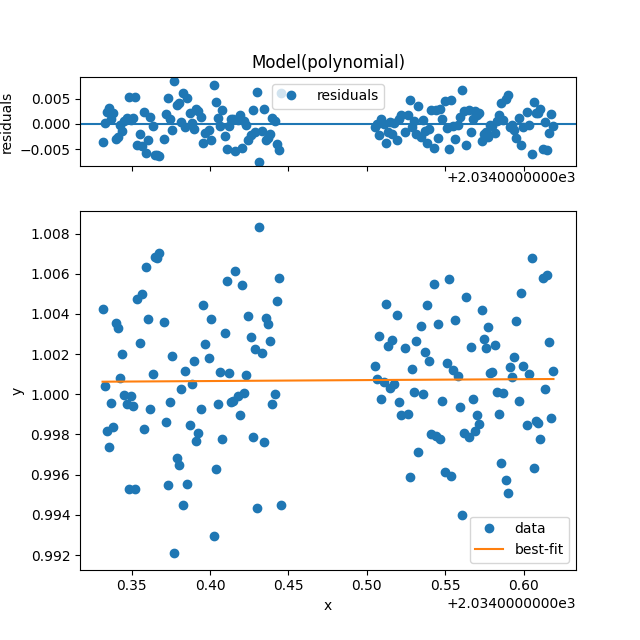 Model(polynomial)
residuals
0.005
0.000
−0.005
residuals
+2.0340000000e3
y
1.008
1.006
1.004
1.002
1.000
0.998
0.996
0.994
0.992
data
best-fit
0.35
0.40
0.45
0.50
0.55
0.60
x
+2.0340000000e3